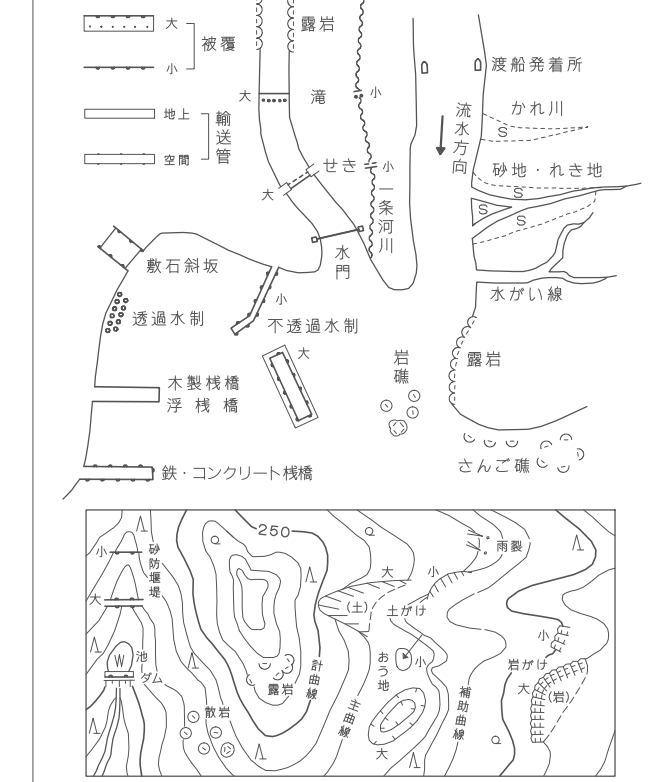 大
被覆
小
地上
輸送管
空間
露岩
大
滝
小
せき
小
大
一条河川
水門
渡船発着所
流水方向
かれ川
S
砂地・れき地
S
S
S
水がい線
露岩
さんご礁
岩礁
敷石斜坂
透過水制
小
不透過水制
大
木製桟橋
浮桟橋
鉄・コンクリート桟橋
小
砂防堰堤
大
W
池
ダム
散岩
250
露岩
計曲線
主曲線
大
(土)
土がけ
小
雨裂
おう地
小
大
補助曲線
小
岩がけ
大
(岩)